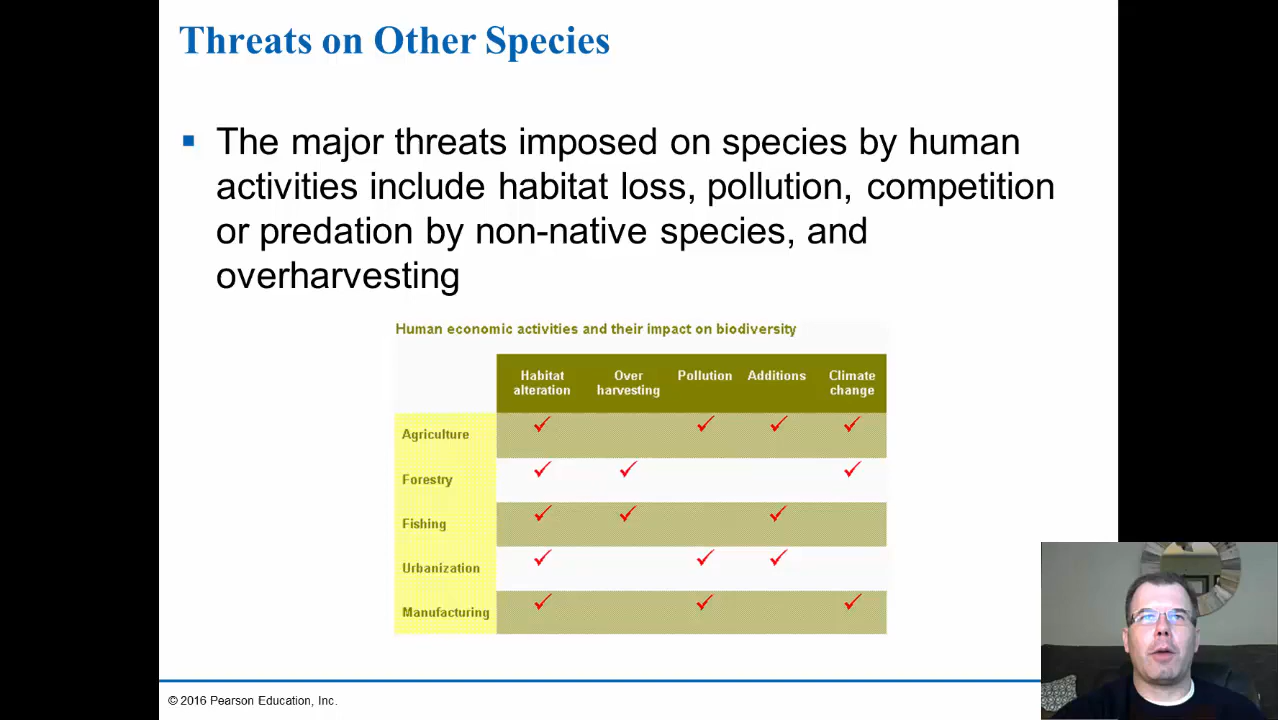 Threats on Other Species
▪ The major threats imposed on species by human
activities include habitat loss, pollution, competition
or predation by non-native species, and
overharvesting
Human economic activities and their impact on biodiversity
Habitat alteration Over harvesting Pollution Additions Climate change
Agriculture ✓ ✓ ✓ ✓
Forestry ✓ ✓ ✓
Fishing ✓ ✓ ✓
Urbanization ✓ ✓ ✓
Manufacturing ✓ ✓ ✓
© 2016 Pearson Education, Inc.